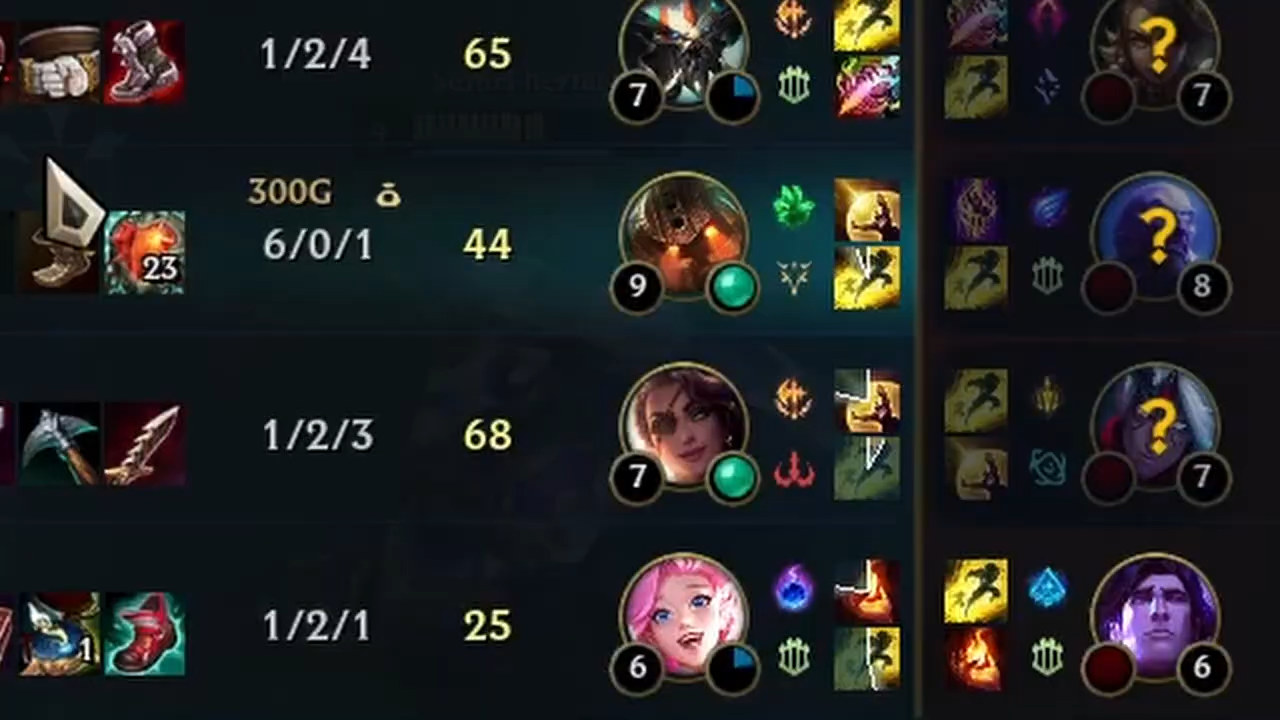 1/2/4 65 7 ? 7
300G
23 6/0/1 44 9 ? 8
1/2/3 68 7 ? 7
1 1/2/1 25 6 6